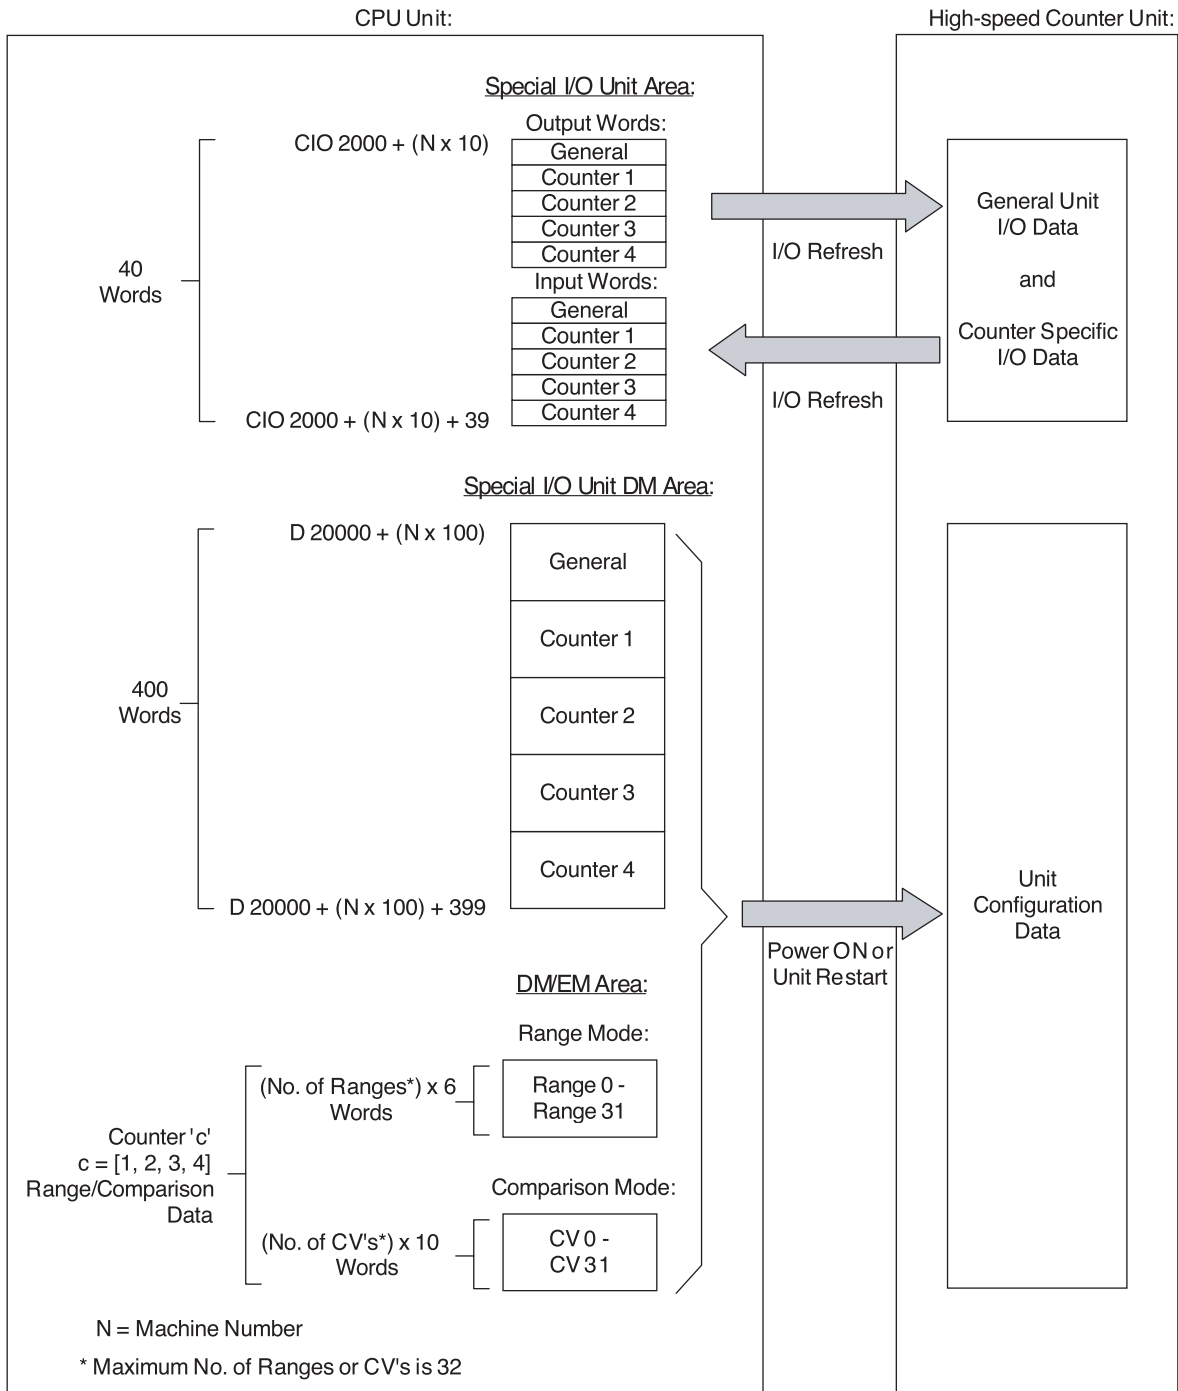 CPU Unit:
High-speed Counter Unit:
Special I/O Unit Area:
Output Words:
CIO 2000 + (N x 10)
General
Counter 1
Counter 2
Counter 3
Counter 4
Input Words:
General
Counter 1
Counter 2
Counter 3
Counter 4
40
Words
CIO 2000 + (N x 10) + 39
I/O Refresh
I/O Refresh
General Unit
I/O Data
and
Counter Specific
I/O Data
Special I/O Unit DM Area:
D 20000 + (N x 100)
General
Counter 1
Counter 2
Counter 3
Counter 4
400
Words
D 20000 + (N x 100) + 399
Power ON or
Unit Restart
Unit
Configuration
Data
DM/EM Area:
Range Mode:
(No. of Ranges*) x 6
Words
Range 0 -
Range 31
Counter 'c'
c = [1, 2, 3, 4]
Range/Comparison
Data
Comparison Mode:
(No. of CV's*) x 10
Words
CV 0 -
CV 31
N = Machine Number
* Maximum No. of Ranges or CV's is 32